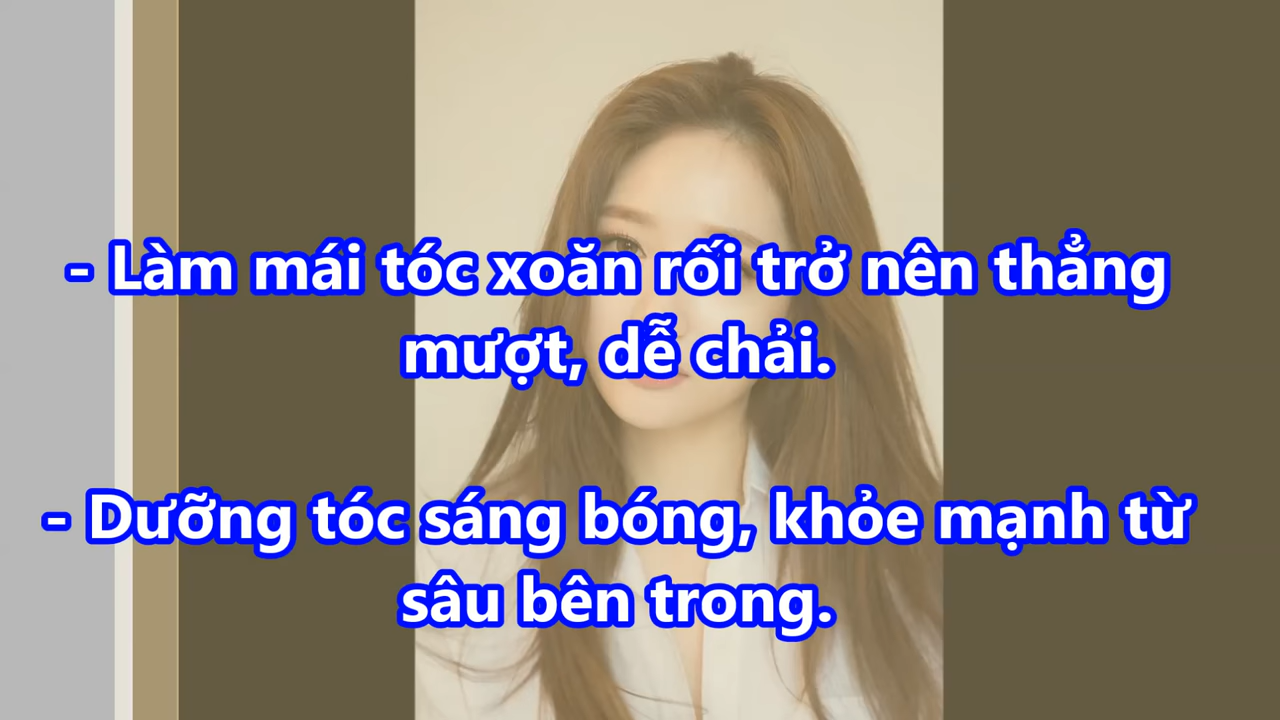 - Làm mái tóc xoăn rối trở nên thẳng
mượt, dễ chải.
- Dưỡng tóc sáng bóng, khỏe mạnh từ
sâu bên trong.